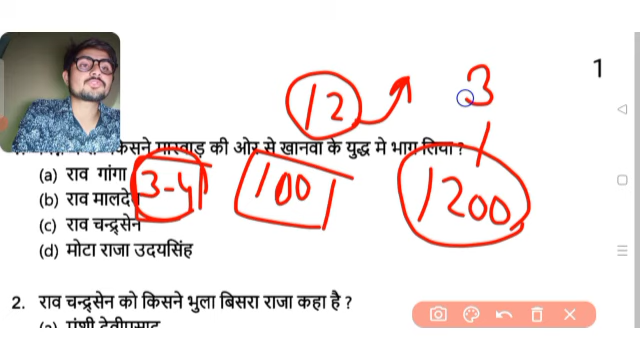 12 3
1
किसने मारवाड़ की ओर से खानवा के युद्ध मे भाग लिया ?
(a) राव गांगा
(b) राव मालदेव
(c) राव चन्द्रसेन
(d) मोटा राजा उदयसिंह
3-4 100 1200
2. राव चन्द्रसेन को किसने भुला बिसरा राजा कहा है ?
(a) मुंशी देवीप्रसाद